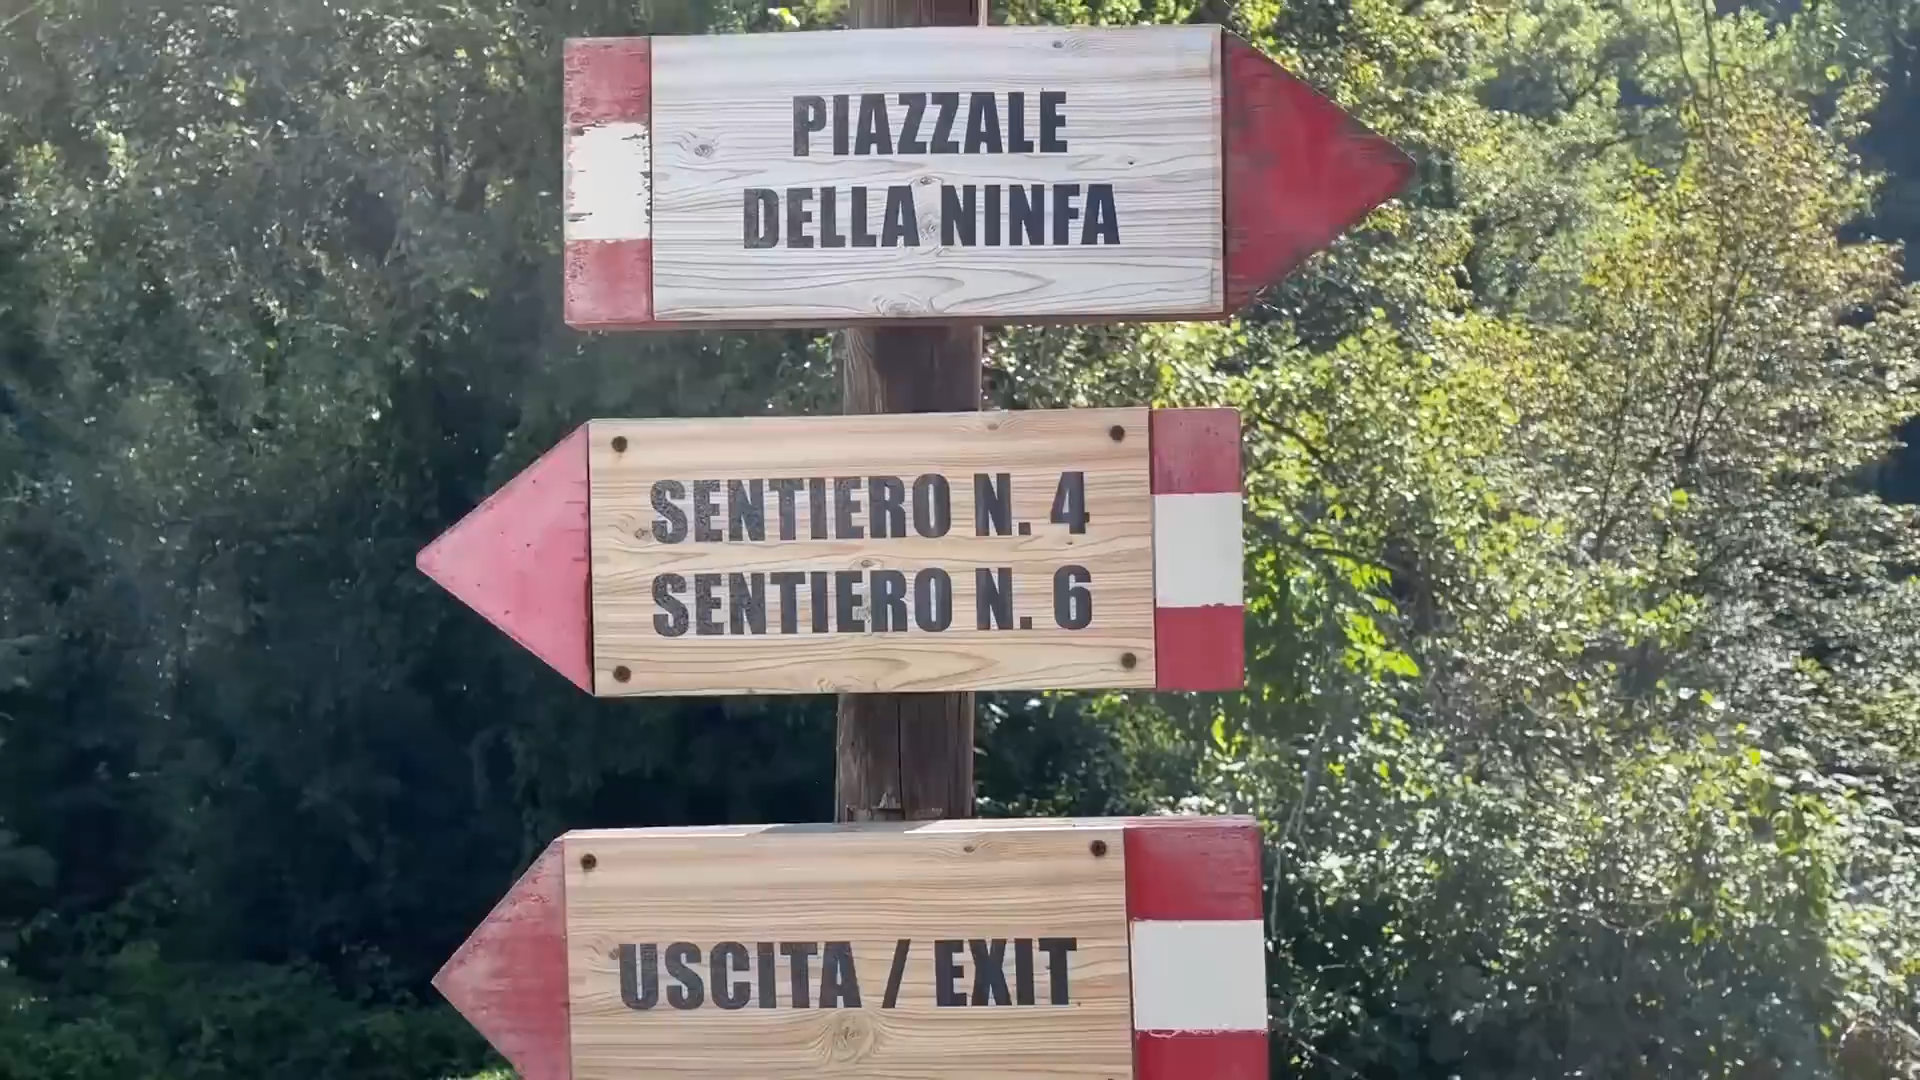 PIAZZALE
DELLA NINFA
SENTIERO N. 4
SENTIERO N. 6
USCITA / EXIT